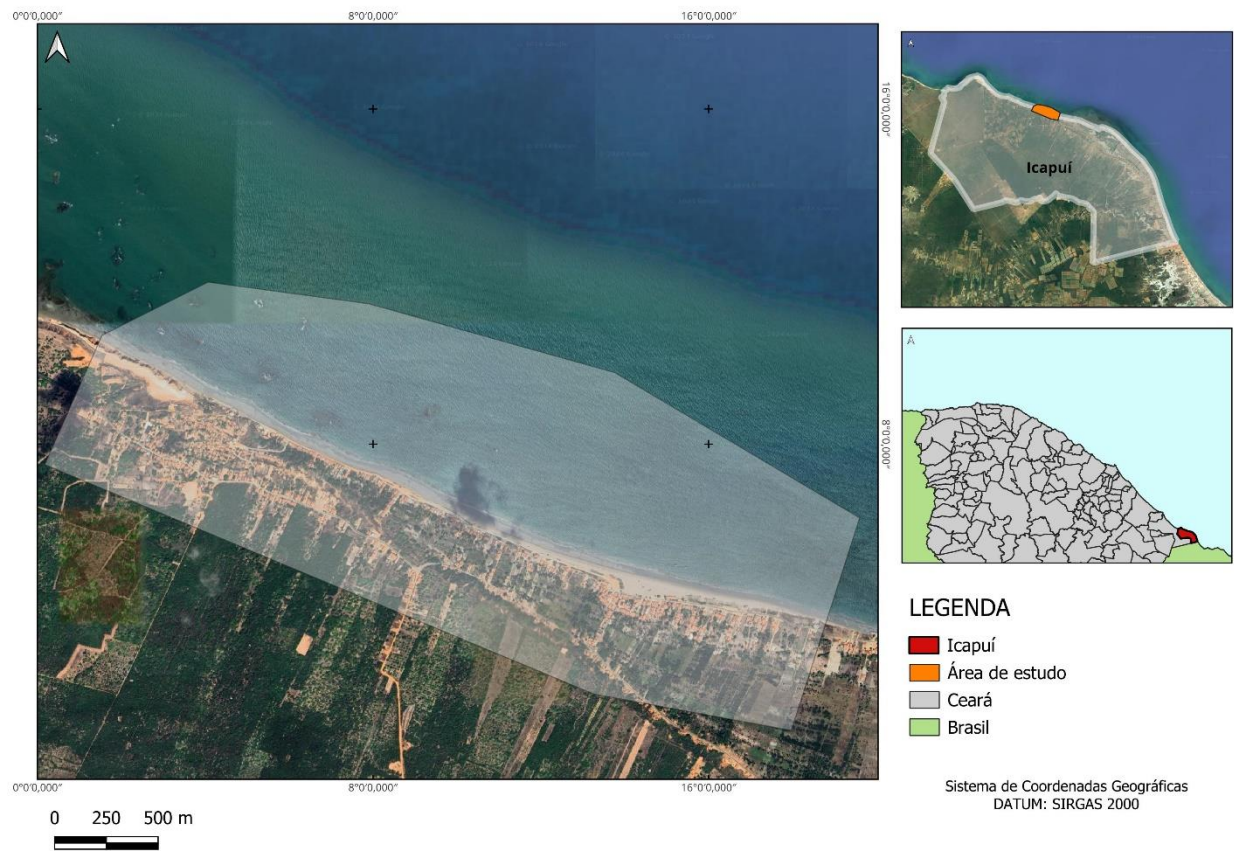 0°0'0,000"
8°0'0,000"
16°0'0,000"
16°0'0,000"
8°0'0,000"
0°0'0,000"
8°0'0,000"
16°0'0,000"
0 250 500 m
A
Icapuí
A
LEGENDA
Icapuí
Área de estudo
Ceará
Brasil
Sistema de Coordenadas Geográficas
DATUM: SIRGAS 2000